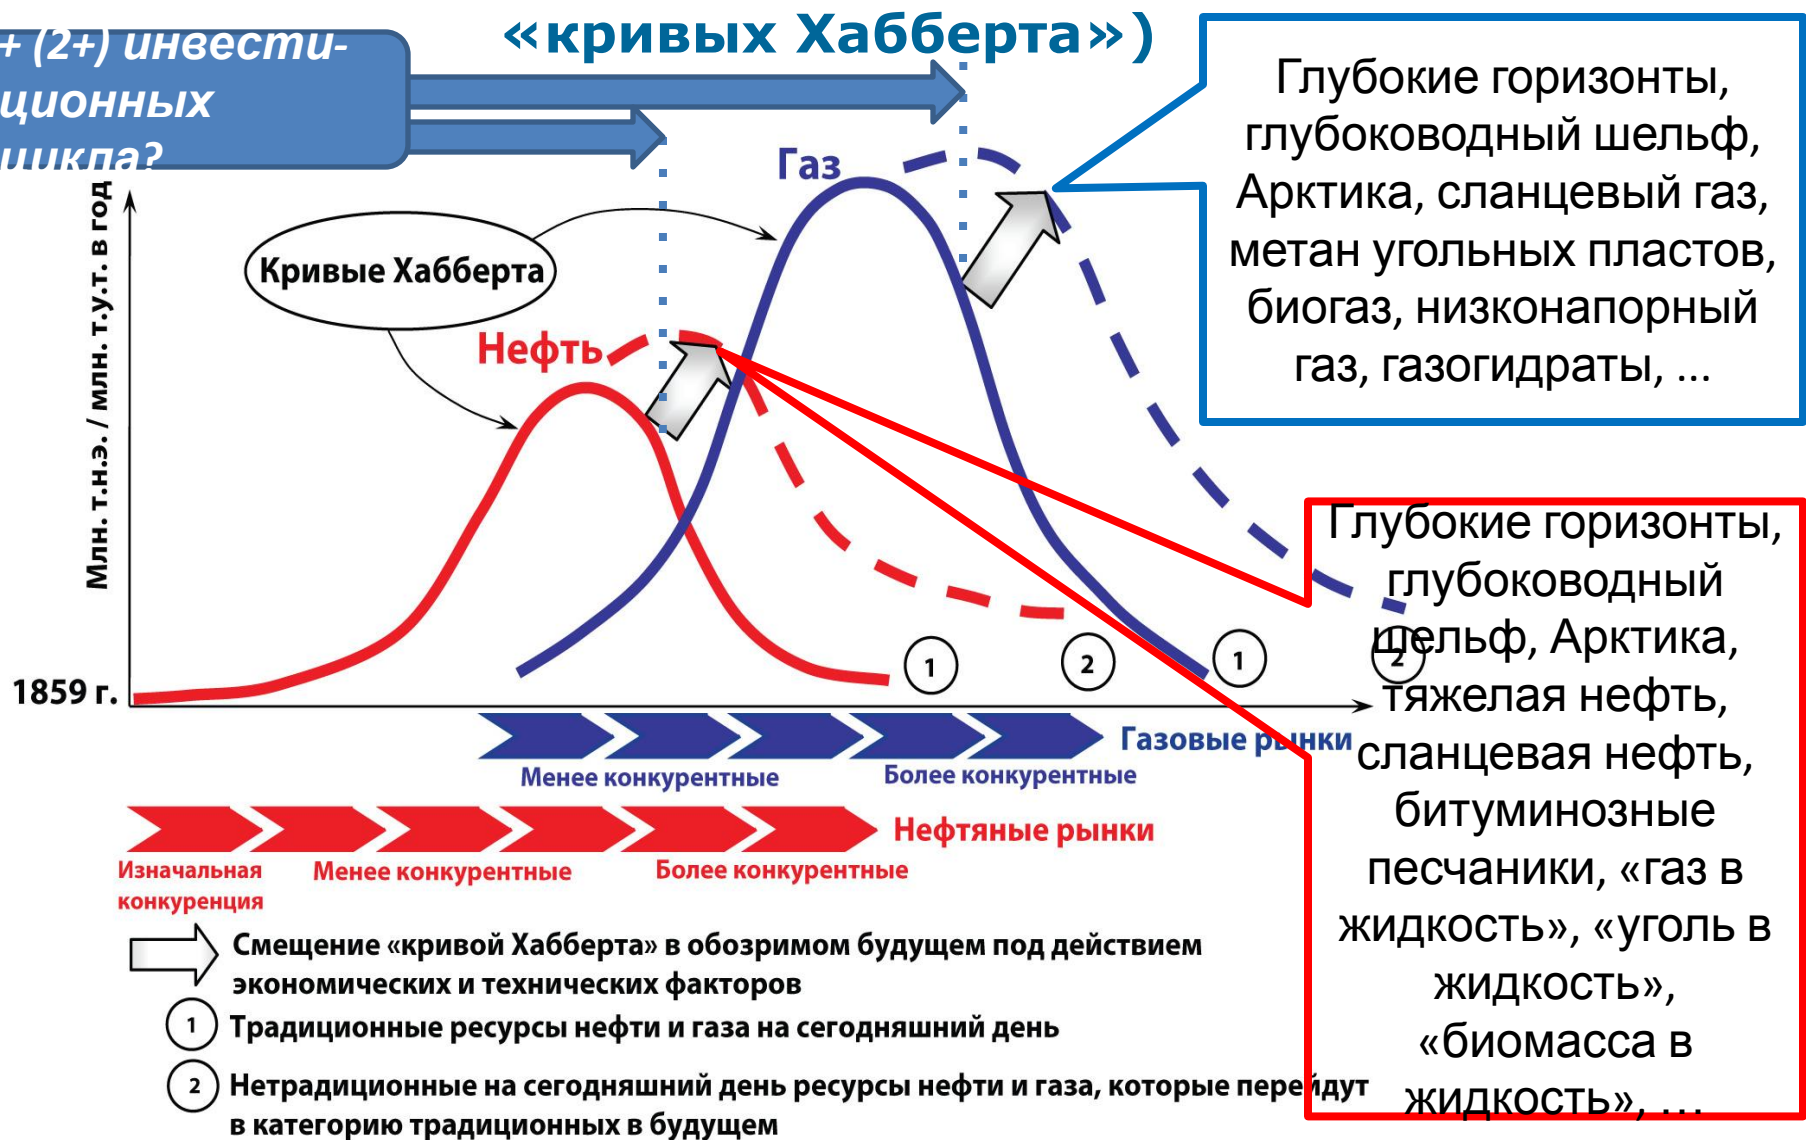 «кривых Хабберта»)
+ (2+) инвести-
ционных
цикла?
Глубокие горизонты,
глубоководный шельф,
Арктика, сланцевый газ,
метан угольных пластов,
биогаз, низконапорный
газ, газогидраты, ...
Газ
Млн. т.н.э. / млн. т.у.т. в год
Кривые Хабберта
Нефть
Глубокие горизонты,
глубоководный
шельф, Арктика,
тяжелая нефть,
сланцевая нефть,
битуминозные
песчаники, «газ в
жидкость», «уголь в
жидкость»,
«биомасса в
жидкость», ...
1
2
1
2
1859 г.
Газовые рынки
Менее конкурентные
Более конкурентные
Нефтяные рынки
Изначальная
конкуренция
Менее конкурентные
Более конкурентные
Смещение «кривой Хабберта» в обозримом будущем под действием
экономических и технических факторов
1 Традиционные ресурсы нефти и газа на сегодняшний день
2 Нетрадиционные на сегодняшний день ресурсы нефти и газа, которые перейдут
в категорию традиционных в будущем